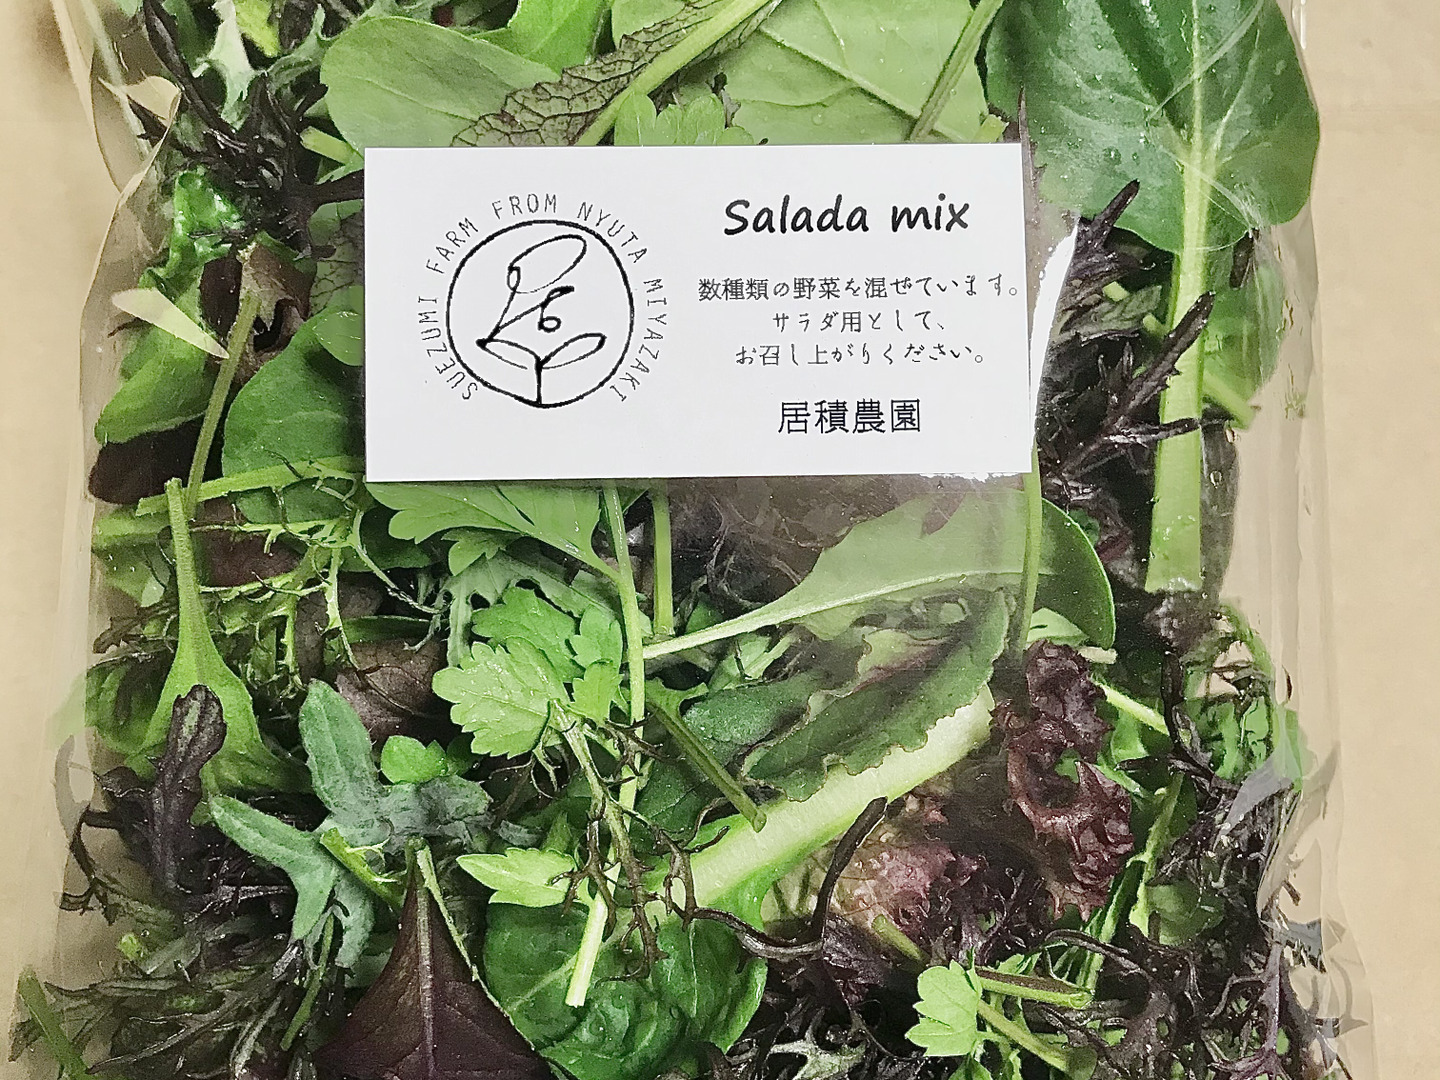 SUEZUMI FARM FROM NYUTA MIYAZAKI
Salada mix
数種類の野菜を混ぜています。
サラダ用として、
お召し上がりください。
居積農園